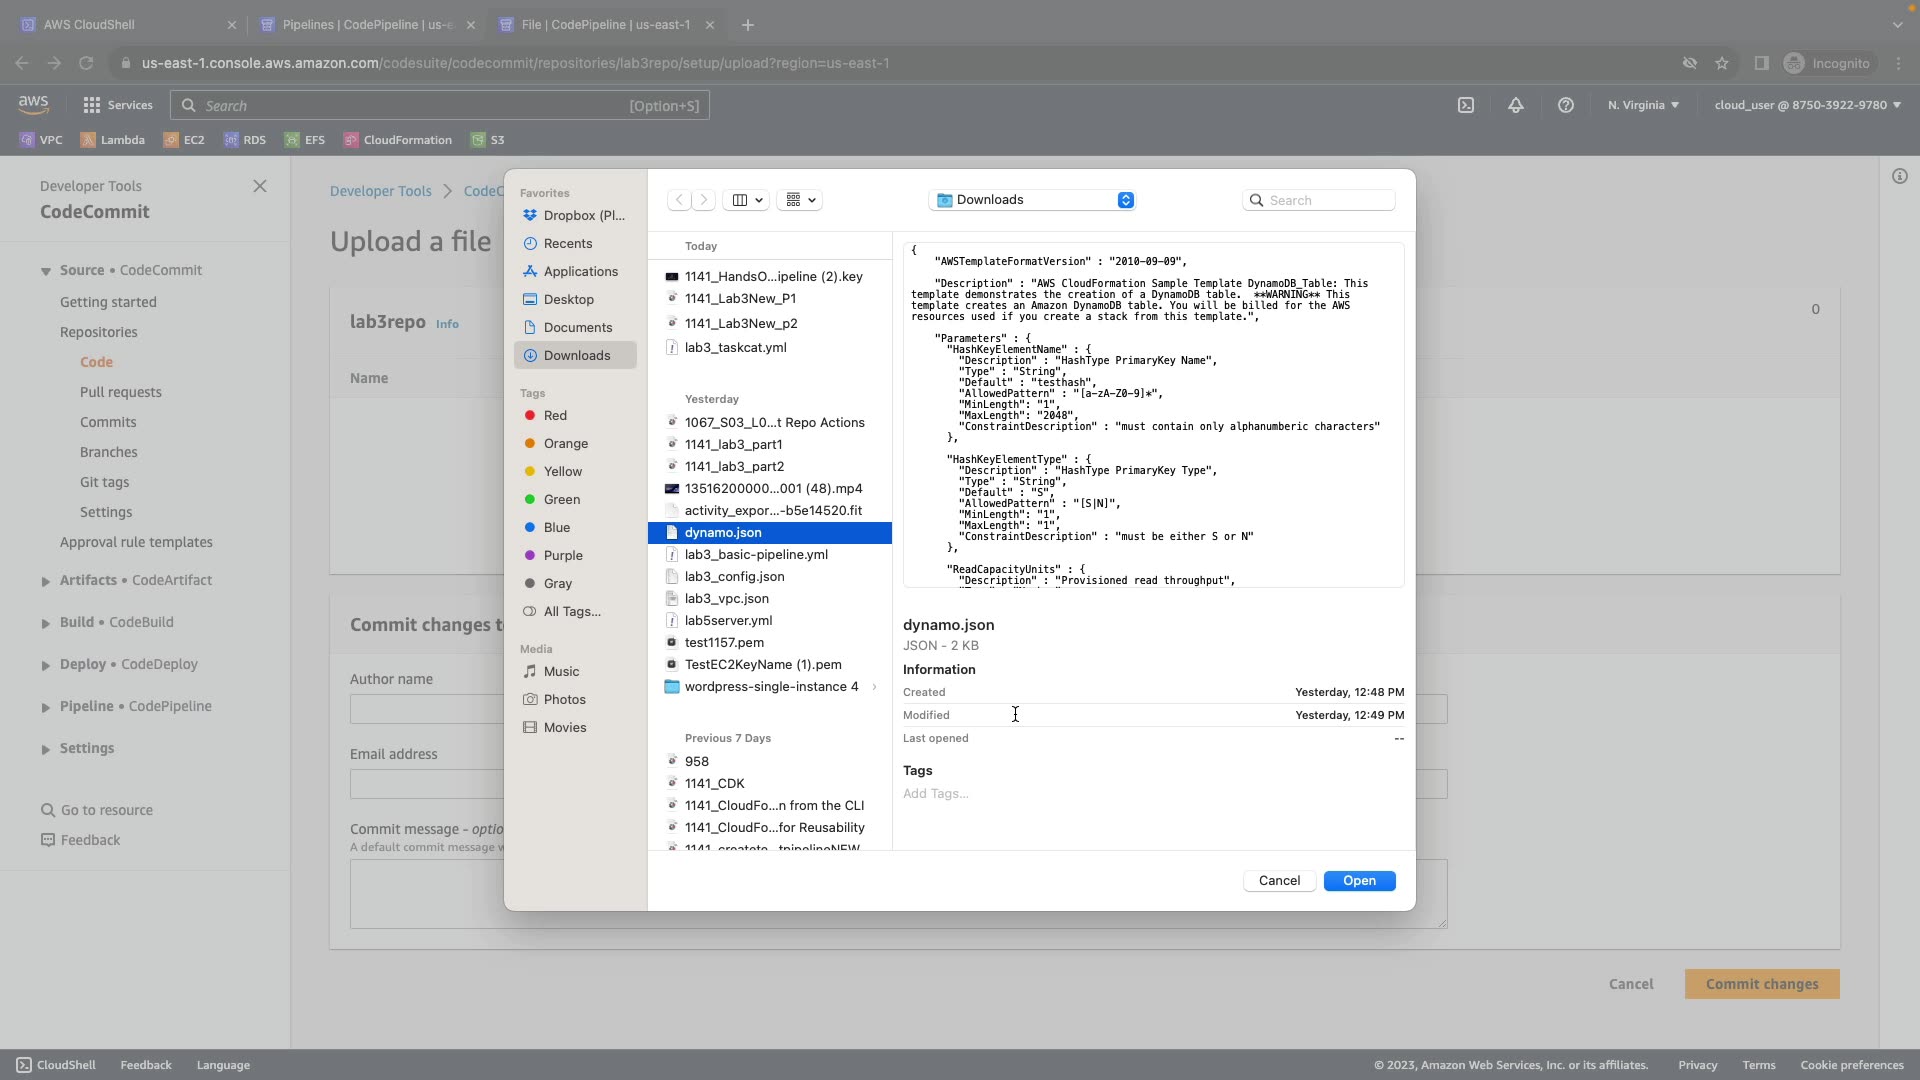 AWS CloudShell
Pipelines | CodePipeline | us-e
File | CodePipeline | us-east-1
us-east-1.console.aws.amazon.com/codesuite/codecommit/repositories/lab3repo/setup/upload?region=us-east-1
Incognito
aws
Services
Search
[Option+S]
N. Virginia
cloud_user @ 8750-3922-9780
VPC
Lambda
EC2
RDS
EFS
CloudFormation
S3
Developer Tools
CodeCommit
Source • CodeCommit
Getting started
Repositories
Code
Pull requests
Commits
Branches
Git tags
Settings
Approval rule templates
Artifacts • CodeArtifact
Build • CodeBuild
Deploy • CodeDeploy
Pipeline • CodePipeline
Settings
Go to resource
Feedback
Developer Tools
CodeC
Upload a file
lab3repo Info
0
Name
Commit changes t
Author name
Email address
Commit message - optio
A default commit message w
Cancel
Commit changes
Favorites
Dropbox (Pl...
Recents
Applications
Desktop
Documents
Downloads
Tags
Red
Orange
Yellow
Green
Blue
Purple
Gray
All Tags...
Media
Music
Photos
Movies
Downloads
Search
Today
1141_HandsO...ipeline (2).key
1141_Lab3New_P1
1141_Lab3New_p2
lab3_taskcat.yml
Yesterday
1067_S03_L0...t Repo Actions
1141_lab3_part1
1141_lab3_part2
13516200000...001 (48).mp4
activity_expor...-b5e14520.fit
dynamo.json
lab3_basic-pipeline.yml
lab3_config.json
lab3_vpc.json
lab5server.yml
test1157.pem
TestEC2KeyName (1).pem
wordpress-single-instance 4
Previous 7 Days
958
1141_CDK
1141_CloudFo...n from the CLI
1141_CloudFo...for Reusability
{
"AWSTemplateFormatVersion" : "2010-09-09",
"Description" : "AWS CloudFormation Sample Template DynamoDB_Table: This
template demonstrates the creation of a DynamoDB table.  **WARNING** This
template creates an Amazon DynamoDB table. You will be billed for the AWS
resources used if you create a stack from this template.",
"Parameters" : {
"HashKeyElementName" : {
"Description" : "HashType PrimaryKey Name",
"Type" : "String",
"Default" : "testhash",
"AllowedPattern" : "[a-zA-Z0-9]*",
"MinLength": "1",
"MaxLength": "2048",
"ConstraintDescription" : "must contain only alphanumberic characters"
},
"HashKeyElementType" : {
"Description" : "HashType PrimaryKey Type",
"Type" : "String",
"Default" : "S",
"AllowedPattern" : "[S|N]",
"MinLength": "1",
"MaxLength": "1",
"ConstraintDescription" : "must be either S or N"
},
"ReadCapacityUnits" : {
"Description" : "Provisioned read throughput",
dynamo.json
JSON - 2 KB
Information
Created
Yesterday, 12:48 PM
Modified
Yesterday, 12:49 PM
Last opened
--
Tags
Add Tags...
Cancel
Open
CloudShell
Feedback
Language
© 2023, Amazon Web Services, Inc. or its affiliates.
Privacy
Terms
Cookie preferences